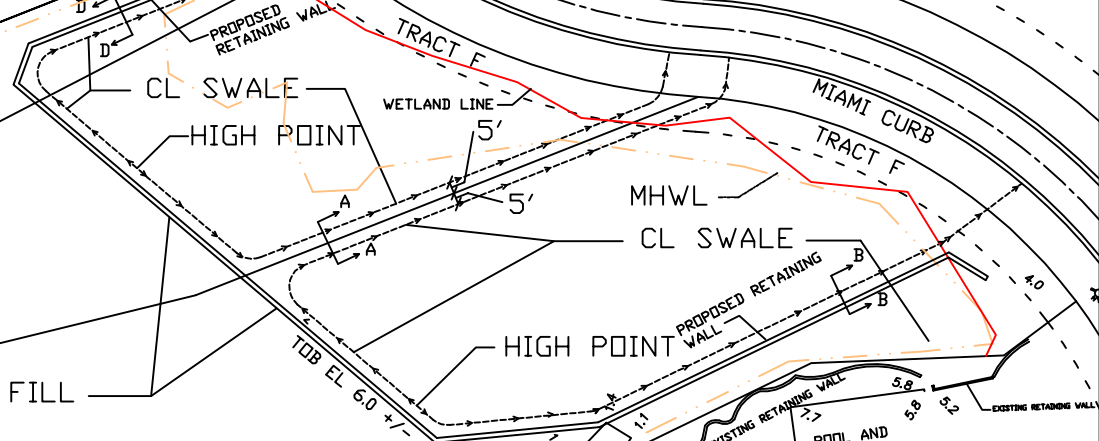 D
PROPOSED
RETAINING WALL
D
TRACT F
CL SWALE
WETLAND LINE
MIAMI CURB
HIGH POINT
5'
TRACT F
A
5'
MHWL
A
CL SWALE
B
PROPOSED RETAINING
WALL
B
4.0
HIGH POINT
TOB EL 6.0 +/-
FILL
1.4
1.1
EXISTING RETAINING WALL
5.8
5.8
5.2
EXISTING RETAINING WALL
7.7
POOL AND